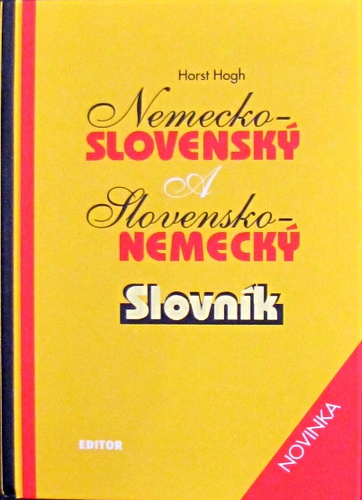 Horst Hogh
Nemecko-
SLOVENSKÝ
A
Slovensko-
NEMECKÝ
Slovník
NOVINKA
EDITOR